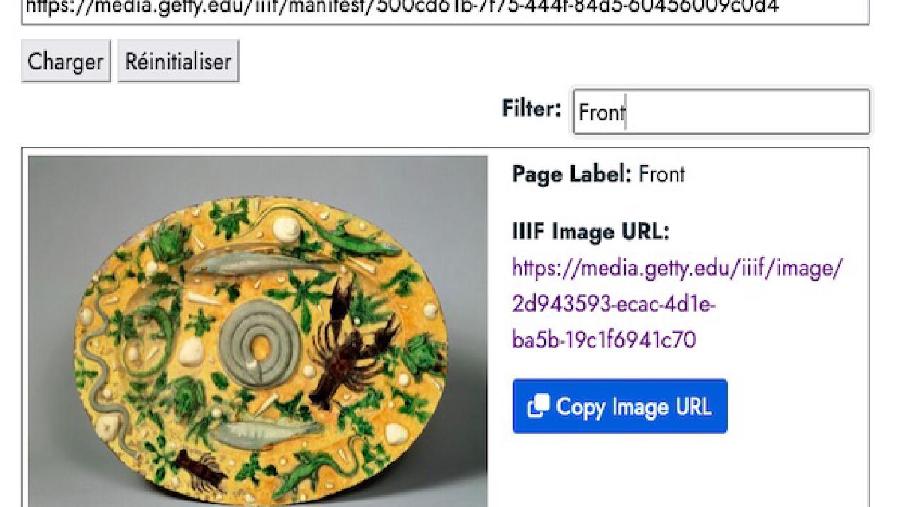 https://media.getty.edu/iiif/manifest/500cd61b-7f75-444f-84d5-60456009c0d4
Charger Réinitialiser
Filter: Front
Page Label: Front
IIIF Image URL:
https://media.getty.edu/iiif/image/
2d943593-ecac-4d1e-
ba5b-19c1f6941c70
Copy Image URL